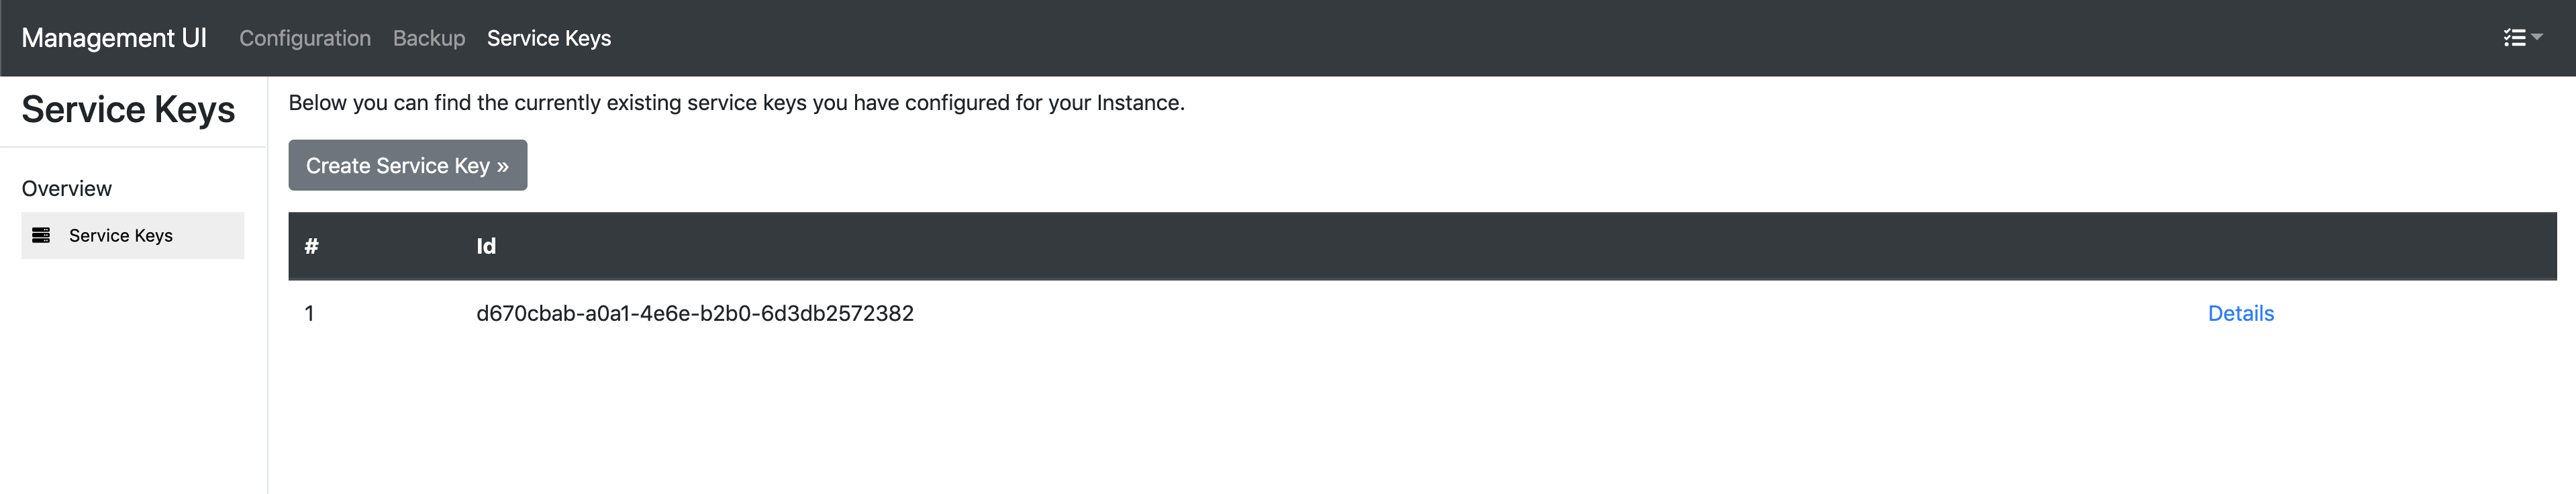 Management UI Configuration Backup Service Keys
Service Keys
Overview
Service Keys
Below you can find the currently existing service keys you have configured for your Instance.
Create Service Key »
# Id
1 d670cbab-a0a1-4e6e-b2b0-6d3db2572382 Details